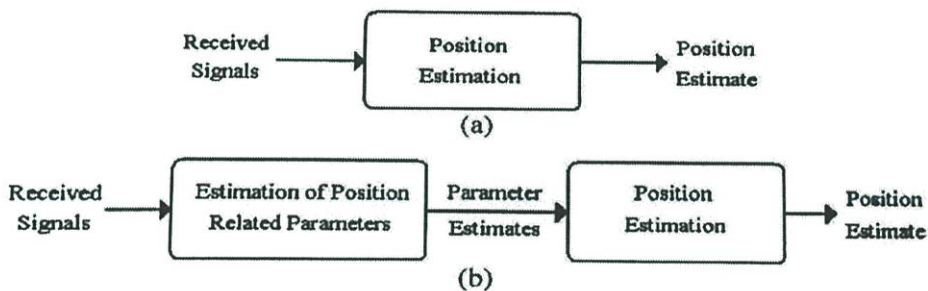 Received
Signals
Position
Estimation
Position
Estimate
(a)
Received
Signals
Estimation of Position
Related Parameters
Parameter
Estimates
Position
Estimation
Position
Estimate
(b)